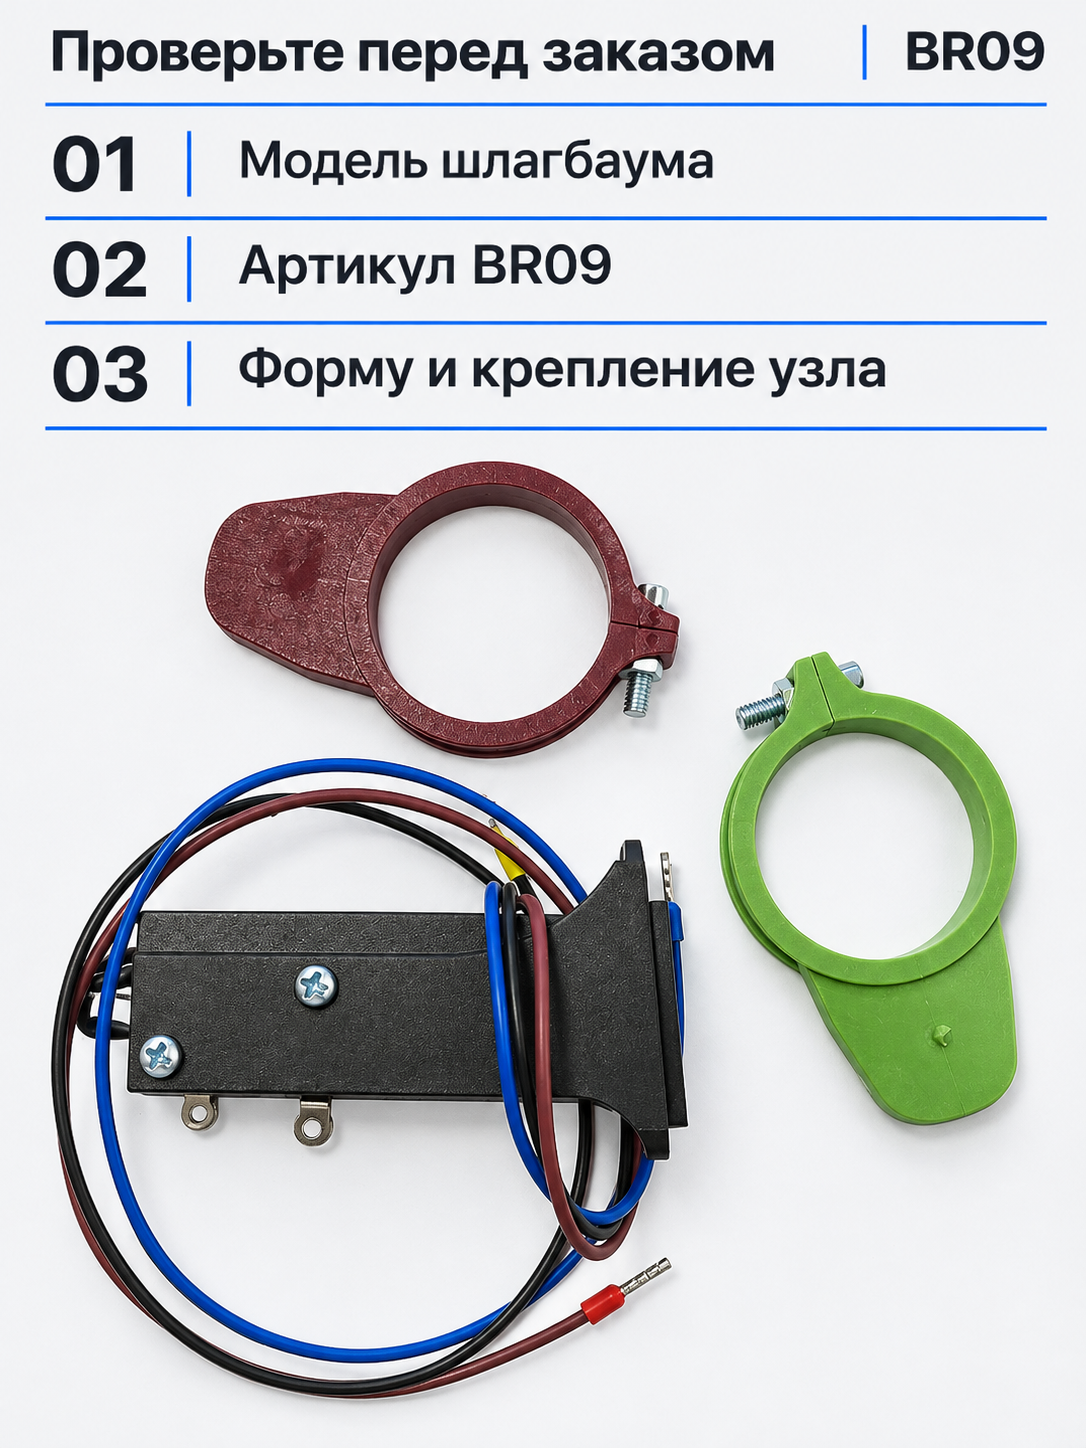 Проверьте перед заказом | BR09
01 | Модель шлагбаума
02 | Артикул BR09
03 | Форму и крепление узла